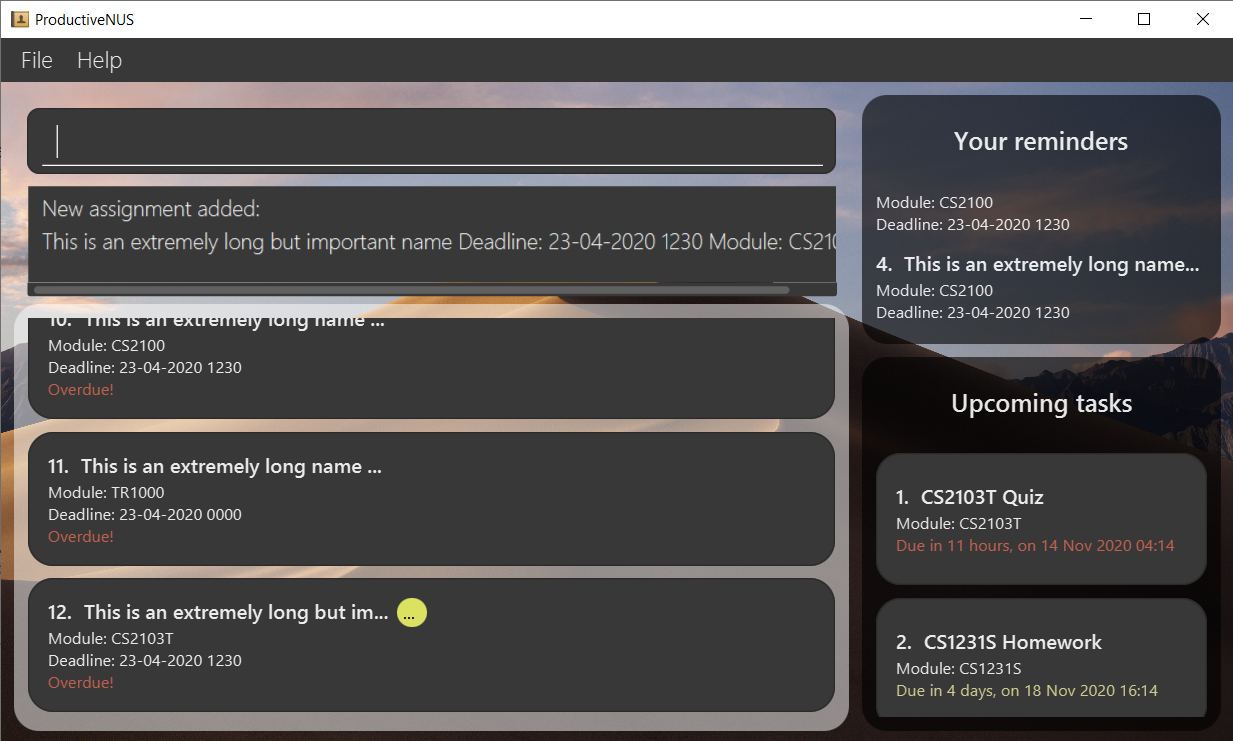 ProductiveNUS
File Help
New assignment added:
This is an extremely long but important name Deadline: 23-04-2020 1230 Module: CS210
10. This is an extremely long name ...
Module: CS2100
Deadline: 23-04-2020 1230
Overdue!
11. This is an extremely long name ...
Module: TR1000
Deadline: 23-04-2020 0000
Overdue!
12. This is an extremely long but im... ...
Module: CS2103T
Deadline: 23-04-2020 1230
Overdue!
Your reminders
Module: CS2100
Deadline: 23-04-2020 1230
4. This is an extremely long name...
Module: CS2100
Deadline: 23-04-2020 1230
Upcoming tasks
1. CS2103T Quiz
Module: CS2103T
Due in 11 hours, on 14 Nov 2020 04:14
2. CS1231S Homework
Module: CS1231S
Due in 4 days, on 18 Nov 2020 16:14